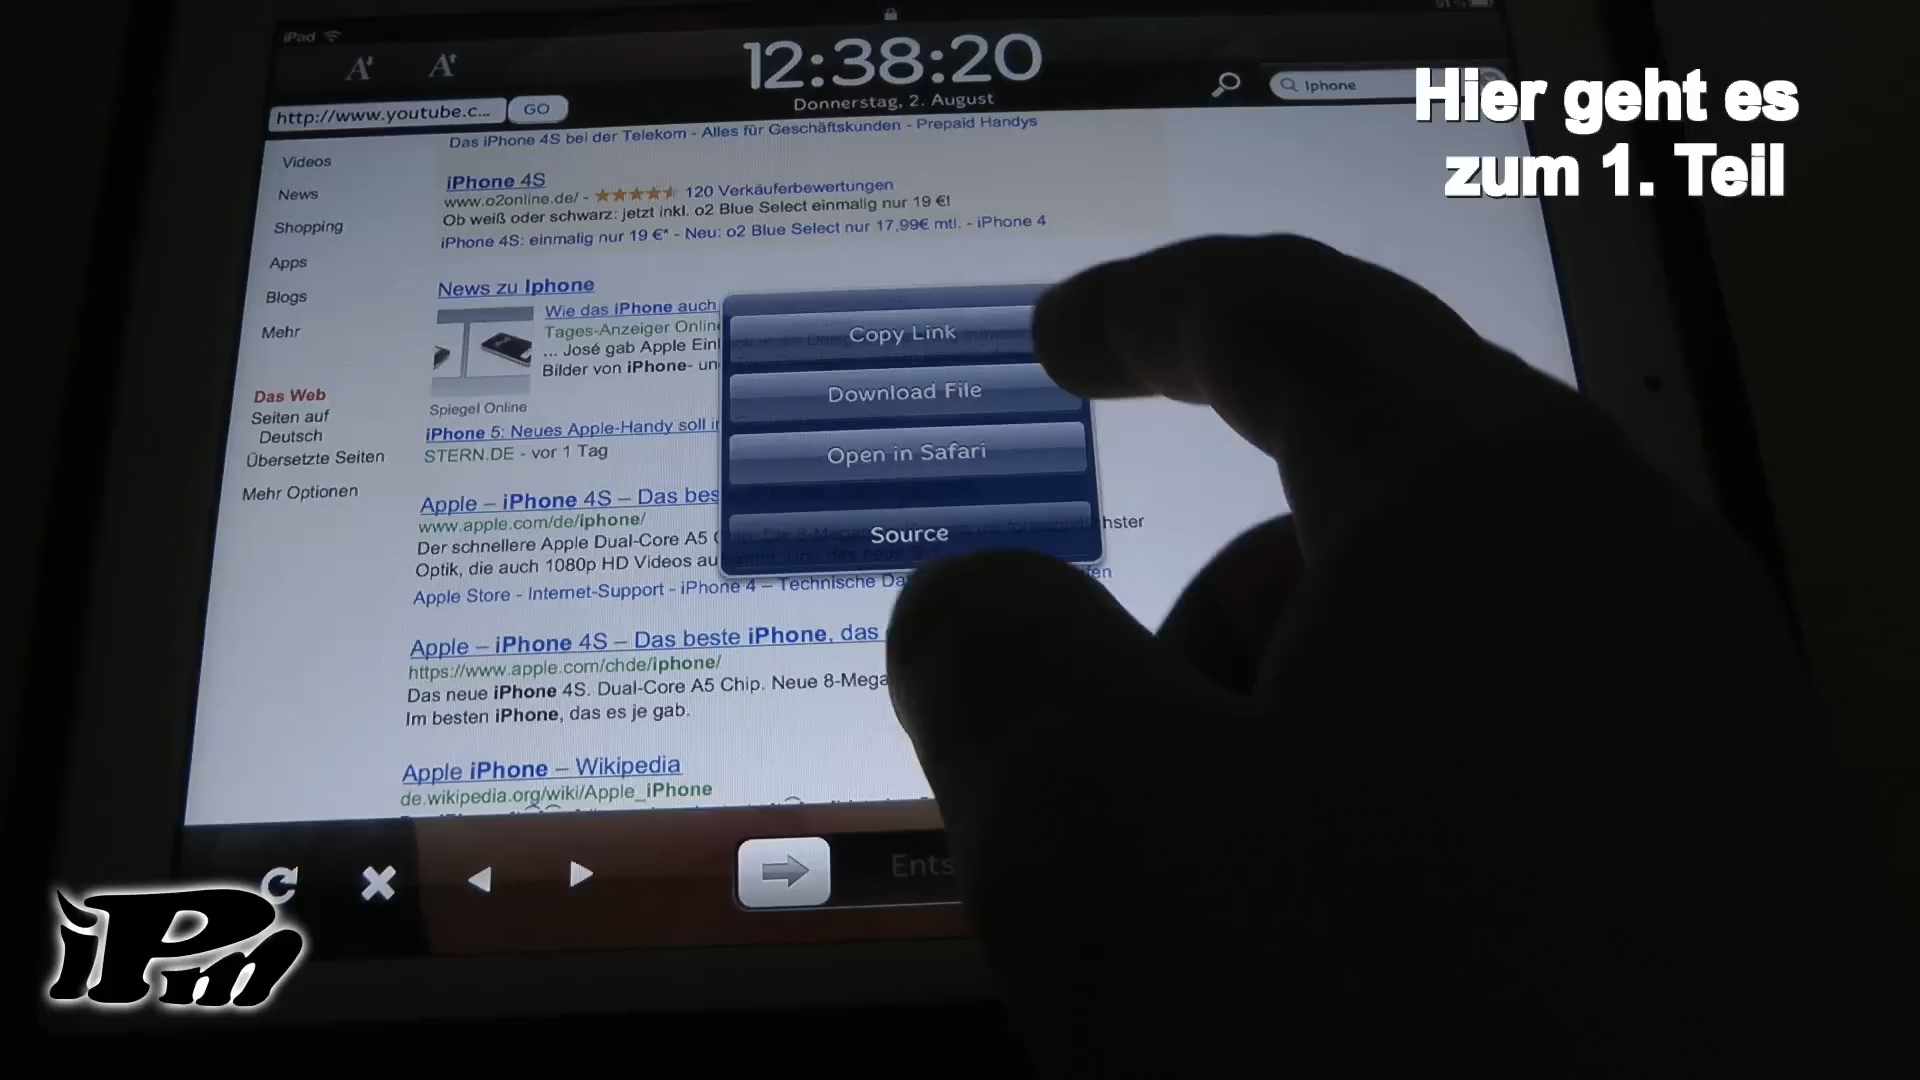 iPad
91 %
12:38:20
Donnerstag, 2. August
http://www.youtube.c... GO
Iphone
Hier geht es
zum 1. Teil
Videos
News
Shopping
Apps
Blogs
Mehr
Das Web
Seiten auf
Deutsch
Übersetzte Seiten
Mehr Optionen
Das iPhone 4S bei der Telekom - Alles für Geschäftskunden - Prepaid Handys
iPhone 4S
www.o2online.de/ - 120 Verkäuferbewertungen
Ob weiß oder schwarz: jetzt inkl. o2 Blue Select einmalig nur 19 €!
iPhone 4S: einmalig nur 19 €* - Neu: o2 Blue Select nur 17,99€ mtl. - iPhone 4
News zu Iphone
Wie das iPhone auch
Tages-Anzeiger Online
... José gab Apple
Bilder von iPhone- un
Spiegel Online
iPhone 5: Neues Apple-Handy soll
STERN.DE - vor 1 Tag
Apple – iPhone 4S – Das bes
www.apple.com/de/iphone/
Der schnellere Apple Dual-Core A5
Optik, die auch 1080p HD Videos au
Apple Store - Internet-Support - iPhone 4 – Technische Da
Apple – iPhone 4S – Das beste iPhone, das
https://www.apple.com/chde/iphone/
Das neue iPhone 4S. Dual-Core A5 Chip. Neue 8-Mega
Im besten iPhone, das es je gab.
Apple iPhone – Wikipedia
de.wikipedia.org/wiki/Apple_iPhone
Copy Link
Download File
Open in Safari
Source
Ents
iPm